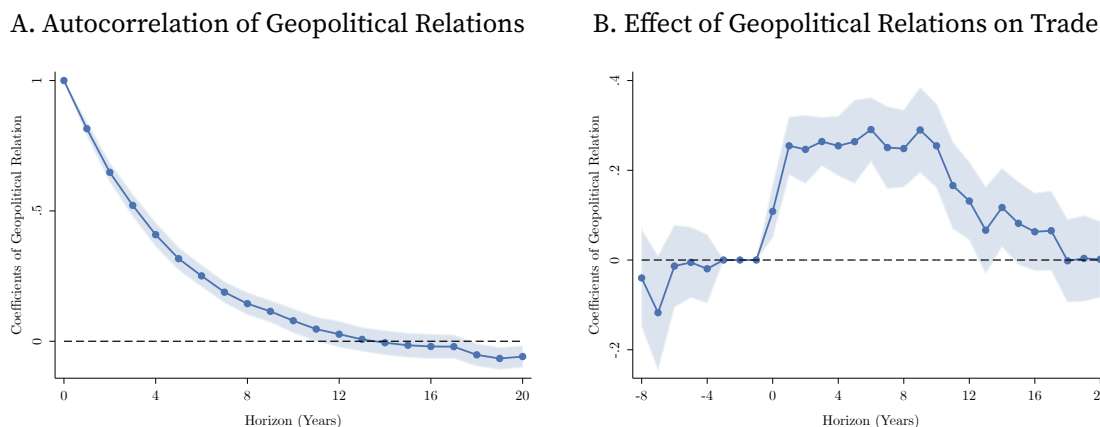 A. Autocorrelation of Geopolitical Relations
Coefficients of Geopolitical Relation
1
.5
0
0 4 8 12 16 20
Horizon (Years)
B. Effect of Geopolitical Relations on Trade
Coefficients of Geopolitical Relation
.4
.2
0
-.2
-8 -4 0 4 8 12 16
Horizon (Years)